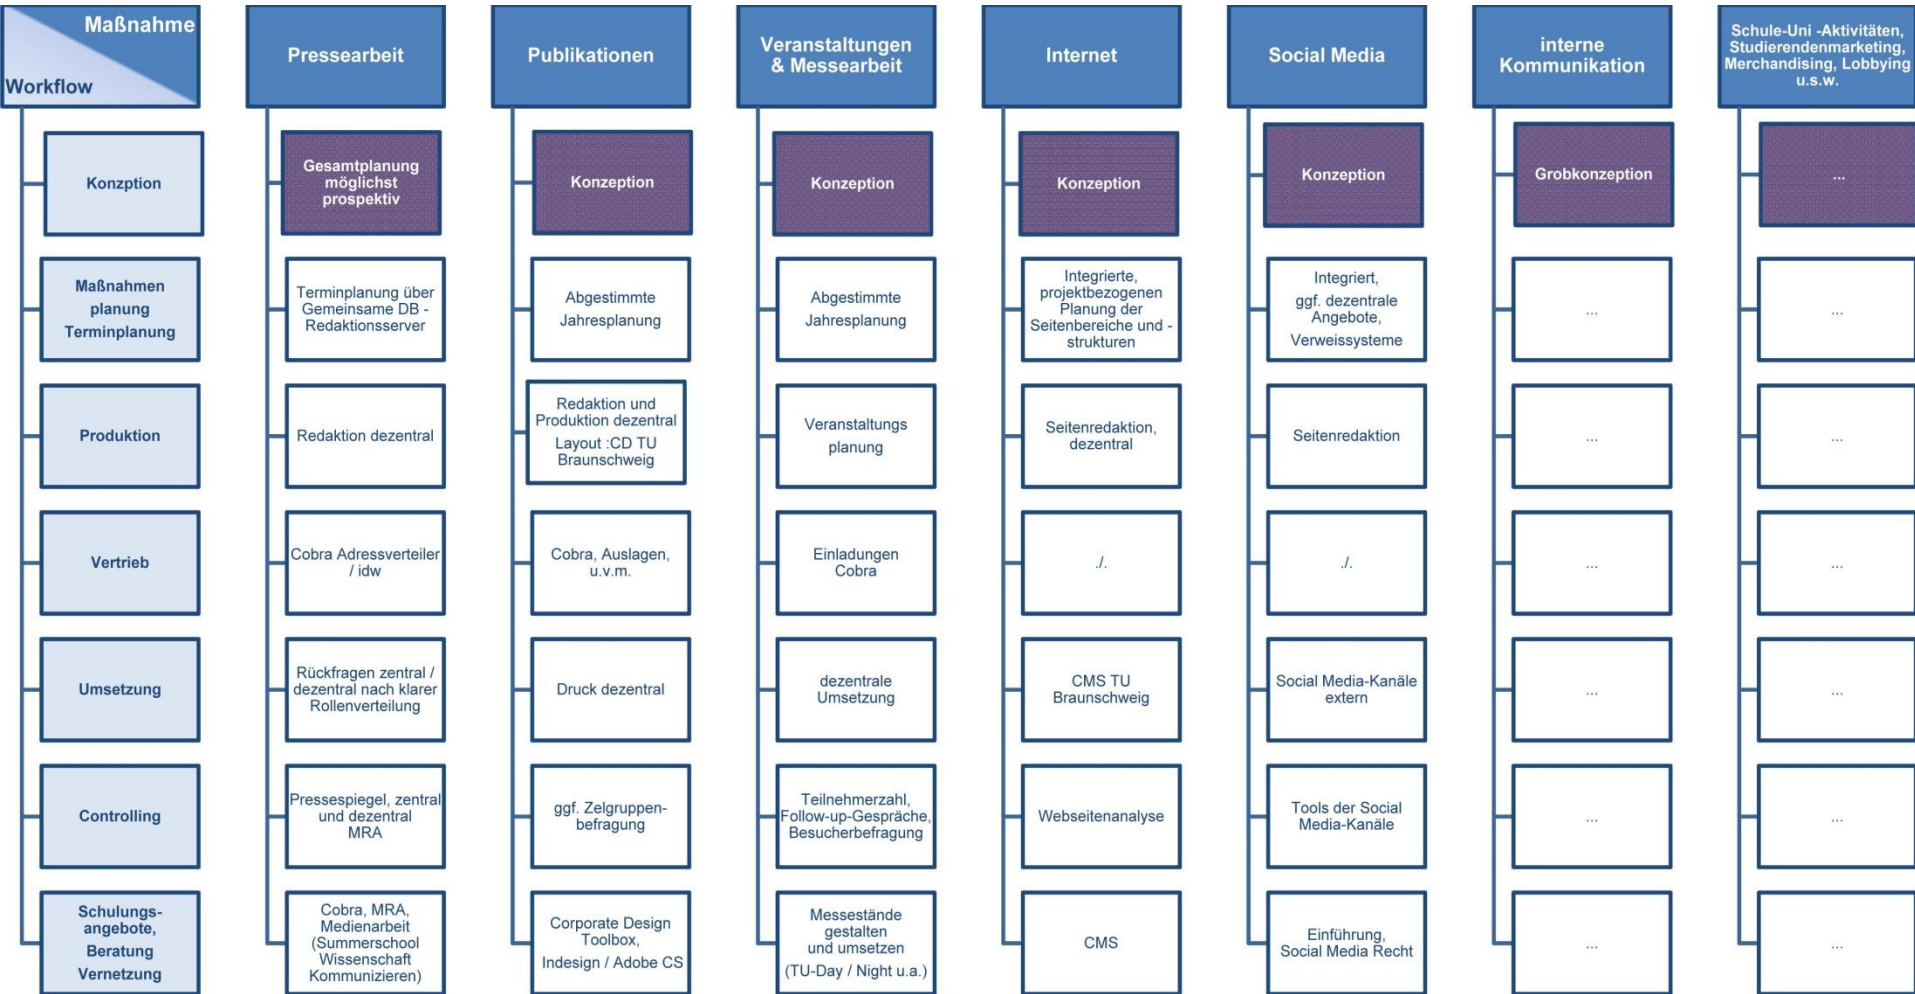 Maßnahme
Workflow
Pressearbeit
Publikationen
Veranstaltungen
& Messearbeit
Internet
Social Media
interne
Kommunikation
Schule-Uni -Aktivitäten,
Studierendenmarketing,
Merchandising, Lobbying
u.s.w.
Konzption
Gesamtplanung
möglichst
prospektiv
Konzeption
Konzeption
Konzeption
Konzeption
Grobkonzeption
...
Maßnahmen
planung
Terminplanung
Terminplanung über
Gemeinsame DB -
Redaktionsserver
Abgestimmte
Jahresplanung
Abgestimmte
Jahresplanung
Integrierte,
projektbezogenen
Planung der
Seitenbereiche und -
strukturen
Integriert,
ggf. dezentrale
Angebote,
Verweissysteme
...
...
Produktion
Redaktion dezentral
Redaktion und
Produktion dezentral
Layout :CD TU
Braunschweig
Veranstaltungs
planung
Seitenredaktion,
dezentral
Seitenredaktion
...
...
Vertrieb
Cobra Adressverteiler
/ idw
Cobra, Auslagen,
u.v.m.
Einladungen
Cobra
./.
./.
...
...
Umsetzung
Rückfragen zentral /
dezentral nach klarer
Rollenverteilung
Druck dezentral
dezentrale
Umsetzung
CMS TU
Braunschweig
Social Media-Kanäle
extern
...
...
Controlling
Pressespiegel, zentral
und dezentral
MRA
ggf. Zelgruppen-
befragung
Teilnehmerzahl,
Follow-up-Gespräche,
Besucherbefragung
Webseitenanalyse
Tools der Social
Media-Kanäle
...
...
Schulungs-
angebote,
Beratung
Vernetzung
Cobra, MRA,
Medienarbeit
(Summerschool
Wissenschaft
Kommunizieren)
Corporate Design
Toolbox,
Indesign / Adobe CS
Messestände
gestalten
und umsetzen
(TU-Day / Night u.a.)
CMS
Einführung,
Social Media Recht
...
...